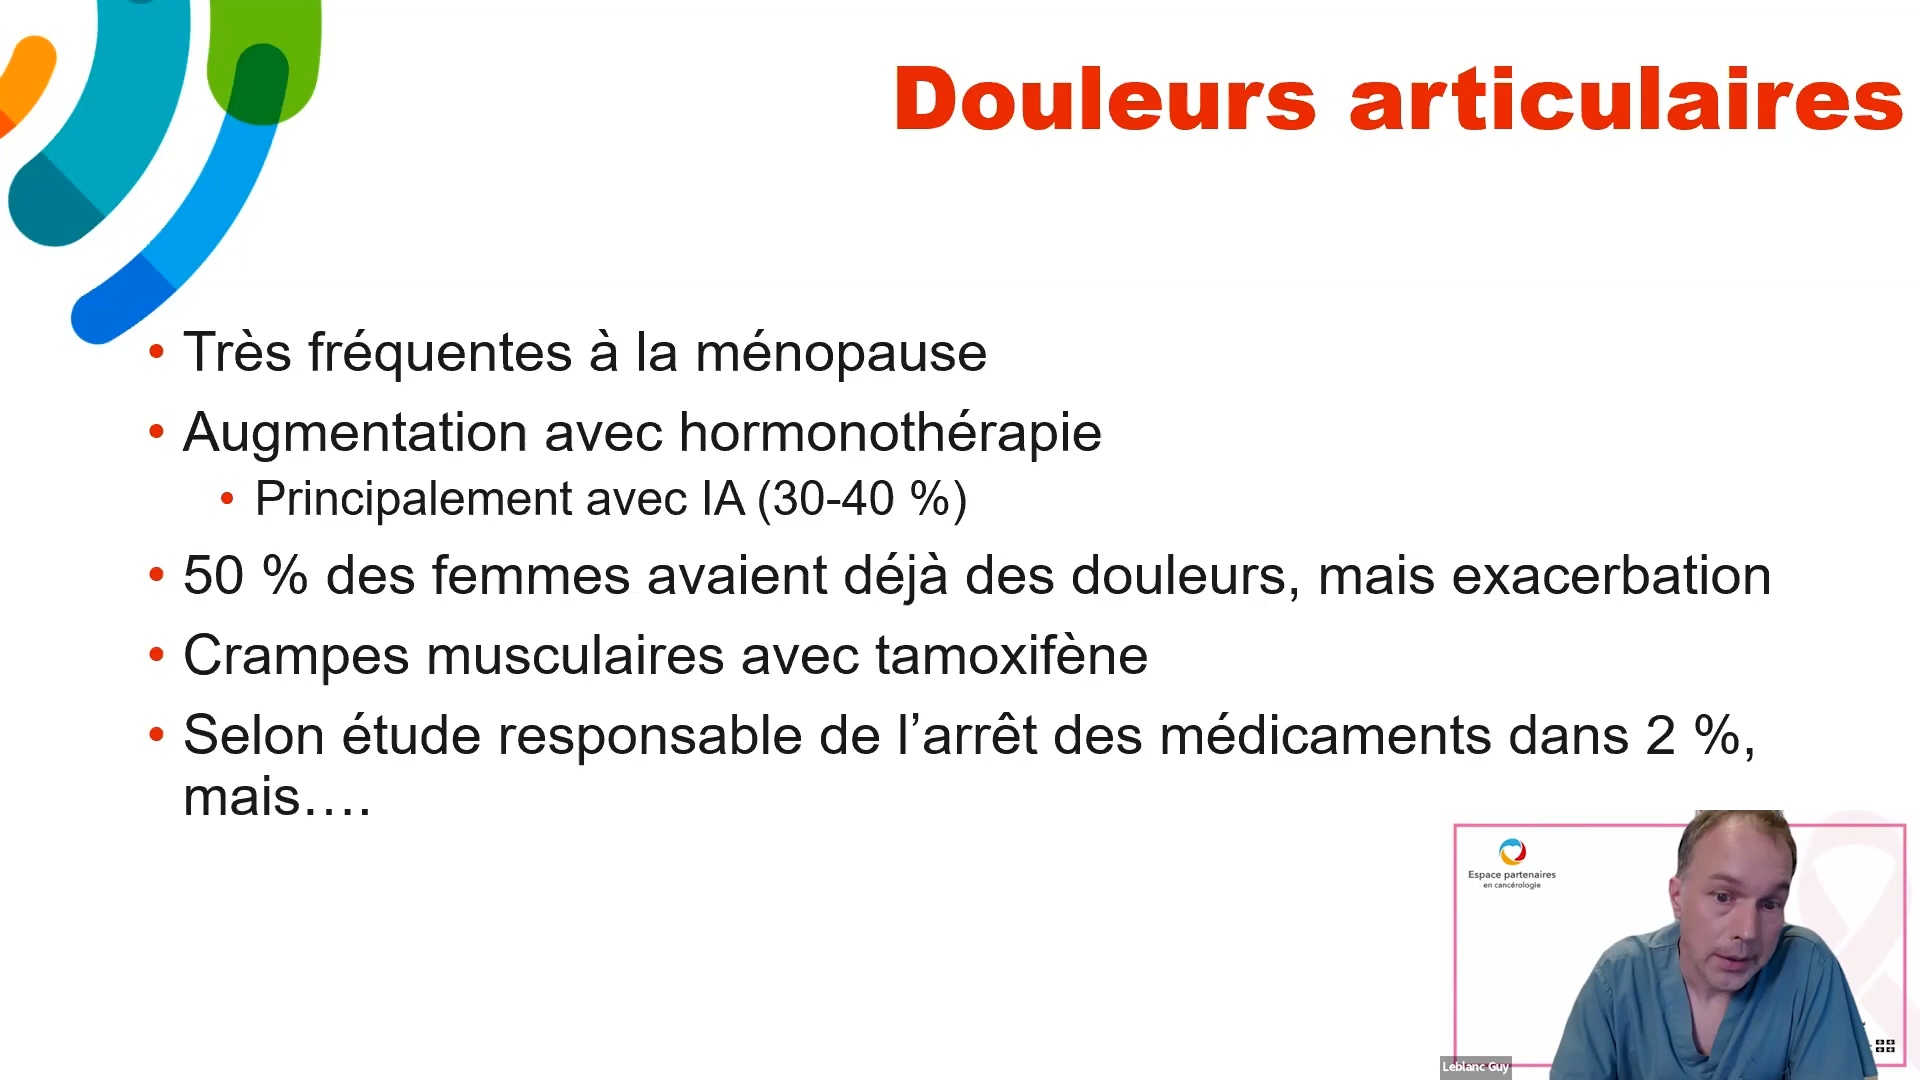 Douleurs articulaires
• Très fréquentes à la ménopause
• Augmentation avec hormonothérapie
• Principalement avec IA (30-40 %)
• 50 % des femmes avaient déjà des douleurs, mais exacerbation
• Crampes musculaires avec tamoxifène
• Selon étude responsable de l’arrêt des médicaments dans 2 %,
mais….
Espace partenaires
en cancérologie
Leblanc Guy